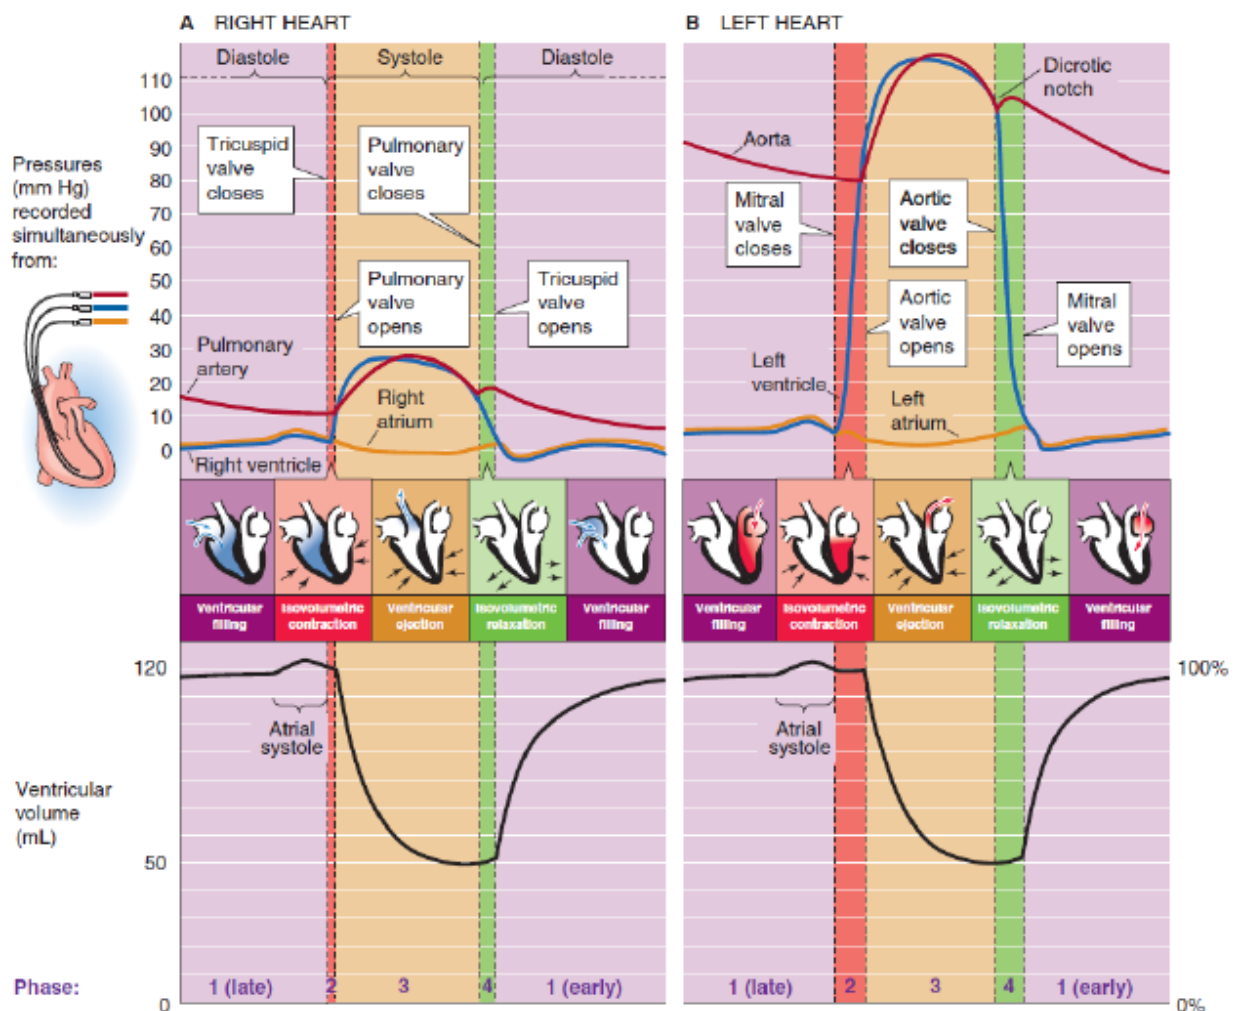 A RIGHT HEART
B LEFT HEART
Diastole
Systole
Diastole
110
100
90
80
70
60
50
40
30
20
10
0
Pressures
(mm Hg)
recorded
simultaneously
from:
Tricuspid
valve
closes
Pulmonary
valve
closes
Pulmonary
valve
opens
Tricuspid
valve
opens
Pulmonary
artery
Right
atrium
Right ventricle
Aorta
Dicrotic
notch
Mitral
valve
closes
Aortic
valve
closes
Aortic
valve
opens
Mitral
valve
opens
Left
ventricle
Left
atrium
Ventricular
filling
Isovolumetric
contraction
Ventricular
ejection
Isovolumetric
relaxation
Ventricular
filling
Ventricular
filling
Isovolumetric
contraction
Ventricular
ejection
Isovolumetric
relaxation
Ventricular
filling
120
100%
Atrial
systole
Atrial
systole
Ventricular
volume
(mL)
50
Phase:
1 (late)
2
3
4
1 (early)
1 (late)
2
3
4
1 (early)
0
0%